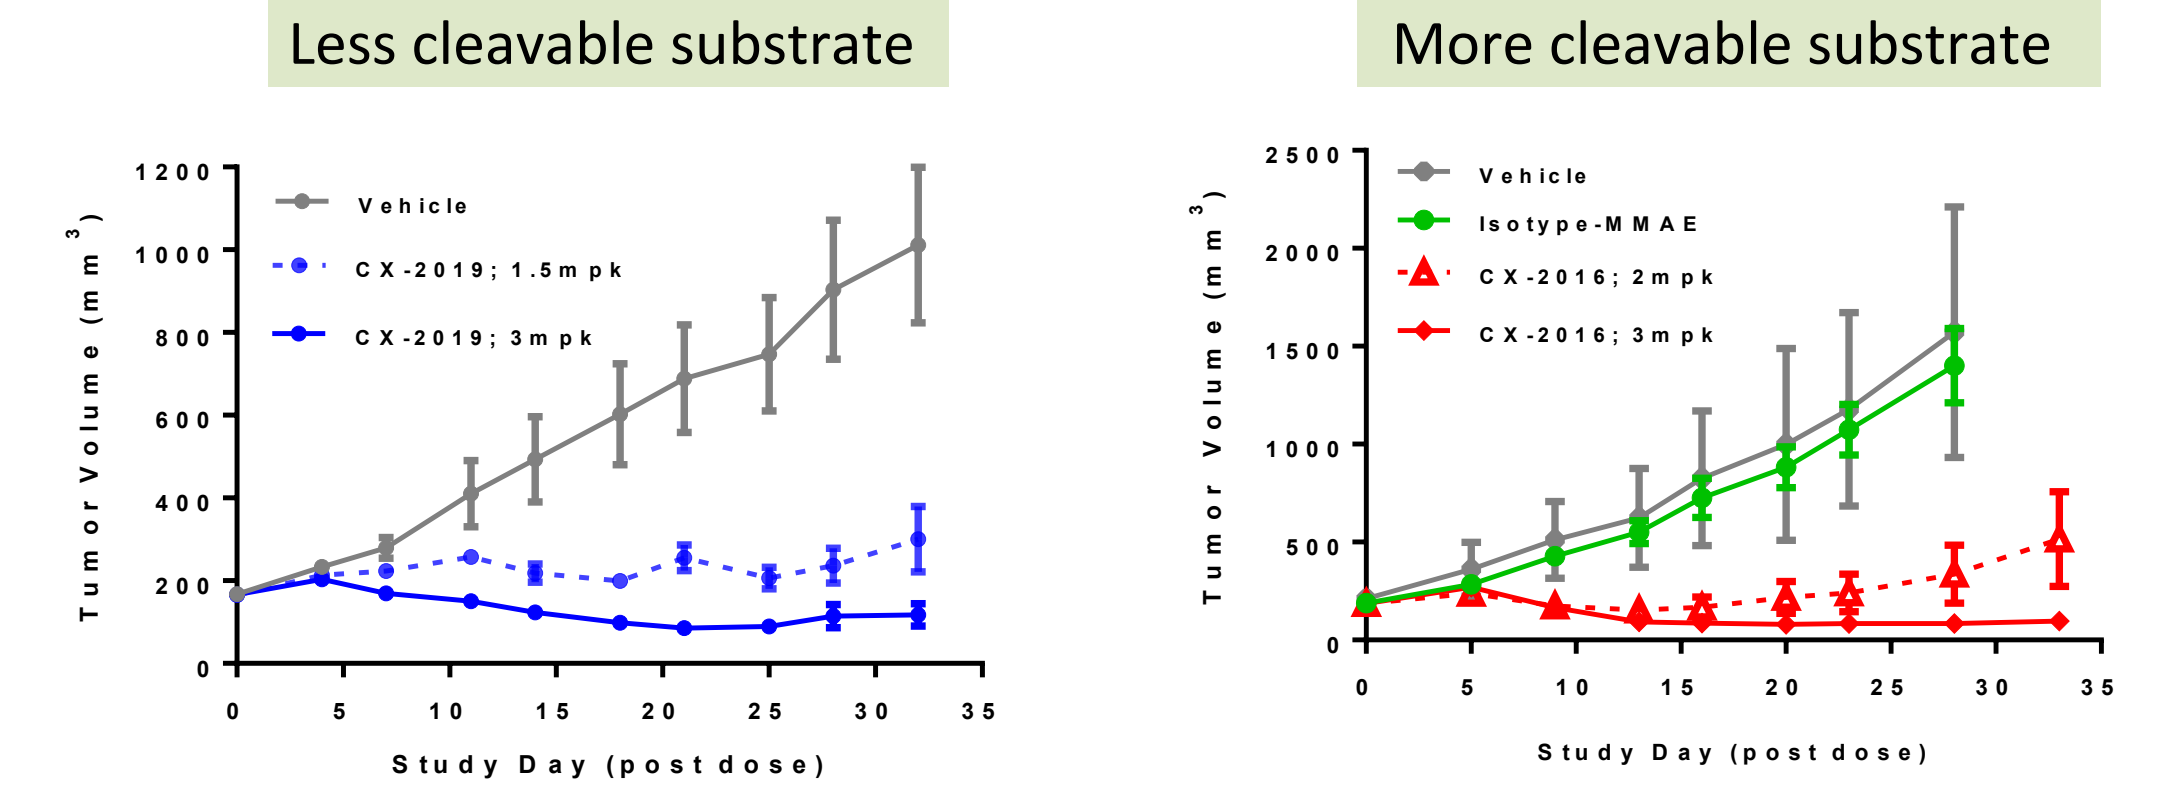 Less cleavable substrate
1200
1000
800
600
400
200
0
Tumor Volume (mm³)
Vehicle
CX-2019; 1.5mpk
CX-2019; 3mpk
0 5 10 15 20 25 30 35
Study Day (post dose)
More cleavable substrate
2500
2000
1500
1000
500
0
Tumor Volume (mm³)
Vehicle
Isotype-MMAE
CX-2016; 2mpk
CX-2016; 3mpk
0 5 10 15 20 25 30 35
Study Day (post dose)